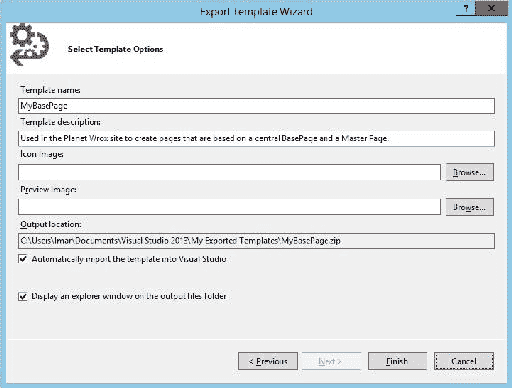 Export Template Wizard
? x
Select Template Options
Template name:
MyBasePage
Template description:
Used in the Planet Wrox site to create pages that are based on a central BasePage and a Master Page.
Icon Image:
Browse...
Preview Image:
Browse...
Output location:
C:\Users\Imar\Documents\Visual Studio 2013\My Exported Templates\MyBasePage.zip
Automatically import the template into Visual Studio
Display an explorer window on the output files folder
< Previous
Next >
Finish
Cancel